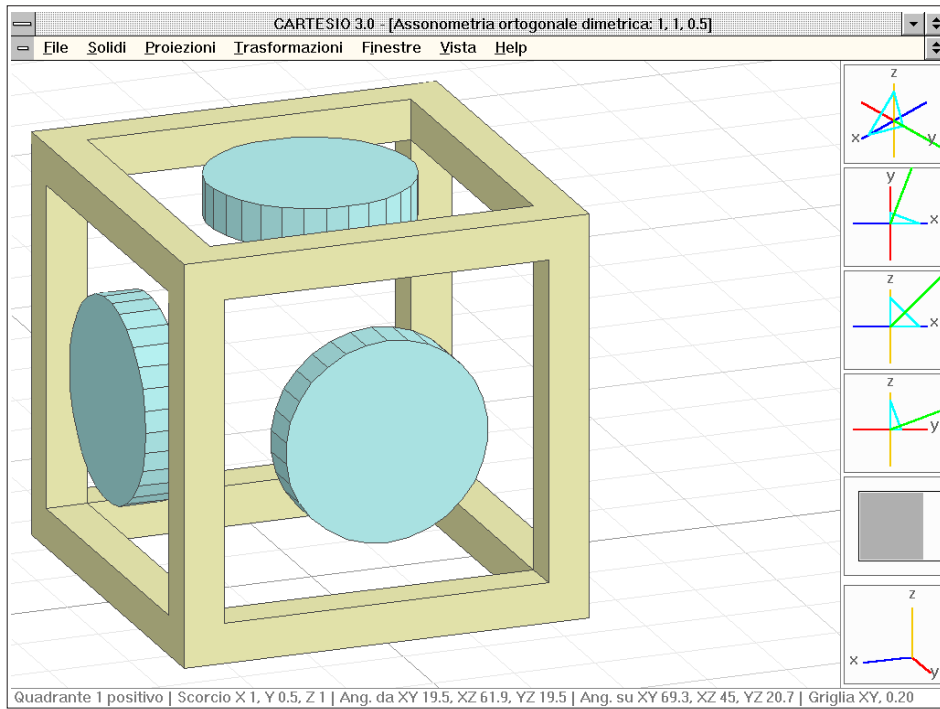 CARTESIO 3.0 - [Assonometria ortogonale dimetrica: 1, 1, 0.5]
File Solidi Proiezioni Trasformazioni Finestre Vista Help
z
x y
y
x
z
x
z
y
z
x
y
Quadrante 1 positivo | Scorcio X 1, Y 0.5, Z 1 | Ang. da XY 19.5, XZ 61.9, YZ 19.5 | Ang. su XY 69.3, XZ 45, YZ 20.7 | Griglia XY, 0.20